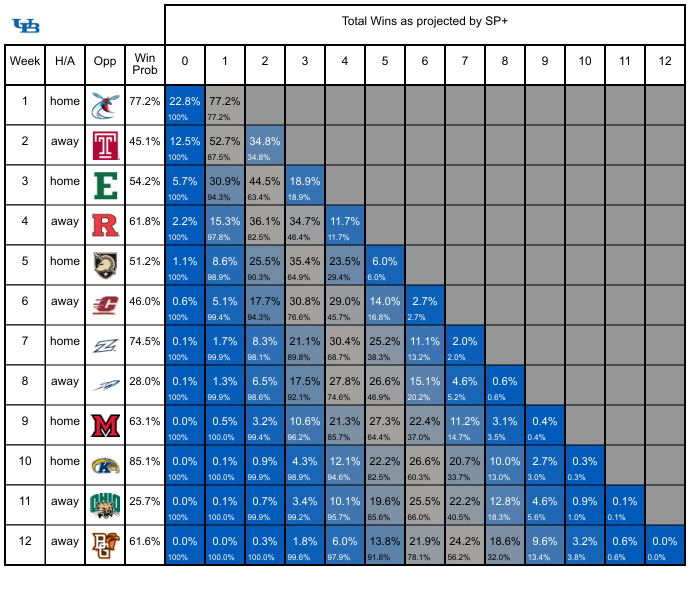 UB
Total Wins as projected by SP+
Week H/A Opp Win Prob 0 1 2 3 4 5 6 7 8 9 10 11 12
1 home 77.2% 22.8% 77.2%
100% 77.2%
2 away T 45.1% 12.5% 52.7% 34.8%
100% 87.5% 34.8%
3 home E 54.2% 5.7% 30.9% 44.5% 18.9%
100% 94.3% 63.4% 18.9%
4 away R 61.8% 2.2% 15.3% 36.1% 34.7% 11.7%
100% 97.8% 82.5% 46.4% 11.7%
5 home 51.2% 1.1% 8.6% 25.5% 35.4% 23.5% 6.0%
100% 98.9% 90.3% 64.9% 29.4% 6.0%
6 away C 46.0% 0.6% 5.1% 17.7% 30.8% 29.0% 14.0% 2.7%
100% 99.4% 94.3% 76.6% 45.7% 16.8% 2.7%
7 home Z 74.5% 0.1% 1.7% 8.3% 21.1% 30.4% 25.2% 11.1% 2.0%
100% 99.9% 98.1% 89.8% 68.7% 38.3% 13.2% 2.0%
8 away 28.0% 0.1% 1.3% 6.5% 17.5% 27.8% 26.6% 15.1% 4.6% 0.6%
100% 99.9% 98.6% 92.1% 74.6% 46.9% 20.2% 5.2% 0.6%
9 home M 63.1% 0.0% 0.5% 3.2% 10.6% 21.3% 27.3% 22.4% 11.2% 3.1% 0.4%
100% 100.0% 99.4% 96.2% 85.7% 64.4% 37.0% 14.7% 3.5% 0.4%
10 home K 85.1% 0.0% 0.1% 0.9% 4.3% 12.1% 22.2% 26.6% 20.7% 10.0% 2.7% 0.3%
100% 100.0% 99.9% 98.9% 94.6% 82.5% 60.3% 33.7% 13.0% 3.0% 0.3%
11 away OHIO 25.7% 0.0% 0.1% 0.7% 3.4% 10.1% 19.6% 25.5% 22.2% 12.8% 4.6% 0.9% 0.1%
100% 100.0% 99.9% 99.2% 95.7% 85.6% 66.0% 40.5% 18.3% 5.6% 1.0% 0.1%
12 away BG 61.6% 0.0% 0.0% 0.3% 1.8% 6.0% 13.8% 21.9% 24.2% 18.6% 9.6% 3.2% 0.6% 0.0%
100% 100.0% 100.0% 99.6% 97.9% 91.8% 78.1% 56.2% 32.0% 13.4% 3.8% 0.6% 0.0%